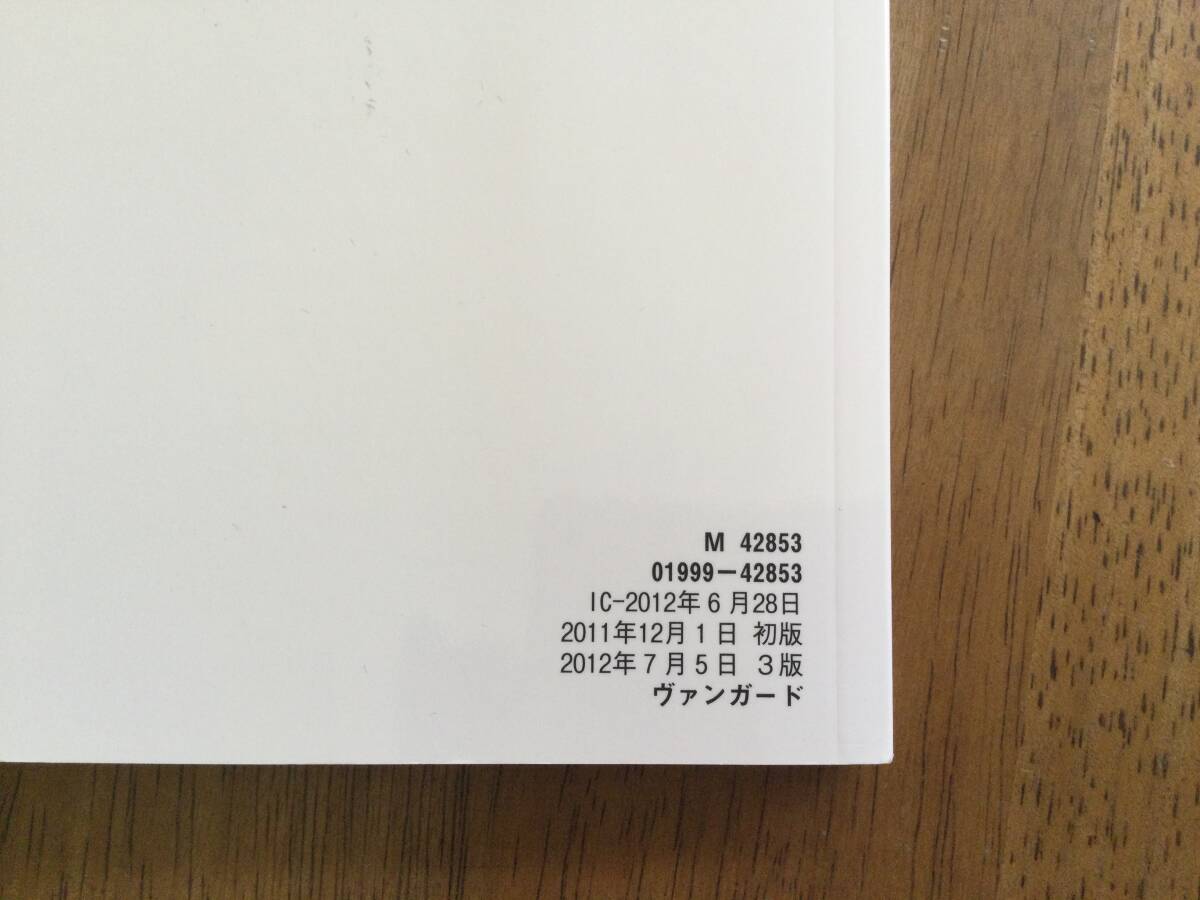 M 42853
01999-42853
IC-2012年6月28日
2011年12月1日 初版
2012年7月5日 3版
ヴァンガード